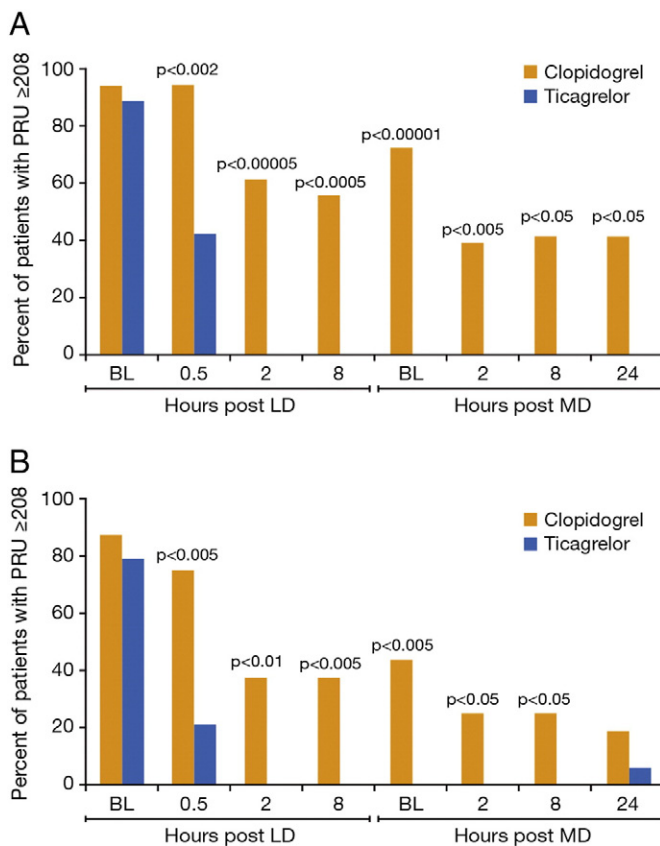 A
Percent of patients with PRU ≥208
100
80
60
40
20
0
Clopidogrel
Ticagrelor
p<0.002
p<0.00005
p<0.0005
p<0.00001
p<0.005
p<0.05
p<0.05
BL 0.5 2 8 BL 2 8 24
Hours post LD Hours post MD
B
Percent of patients with PRU ≥208
100
80
60
40
20
0
Clopidogrel
Ticagrelor
p<0.005
p<0.01
p<0.005
p<0.005
p<0.05
p<0.05
BL 0.5 2 8 BL 2 8 24
Hours post LD Hours post MD